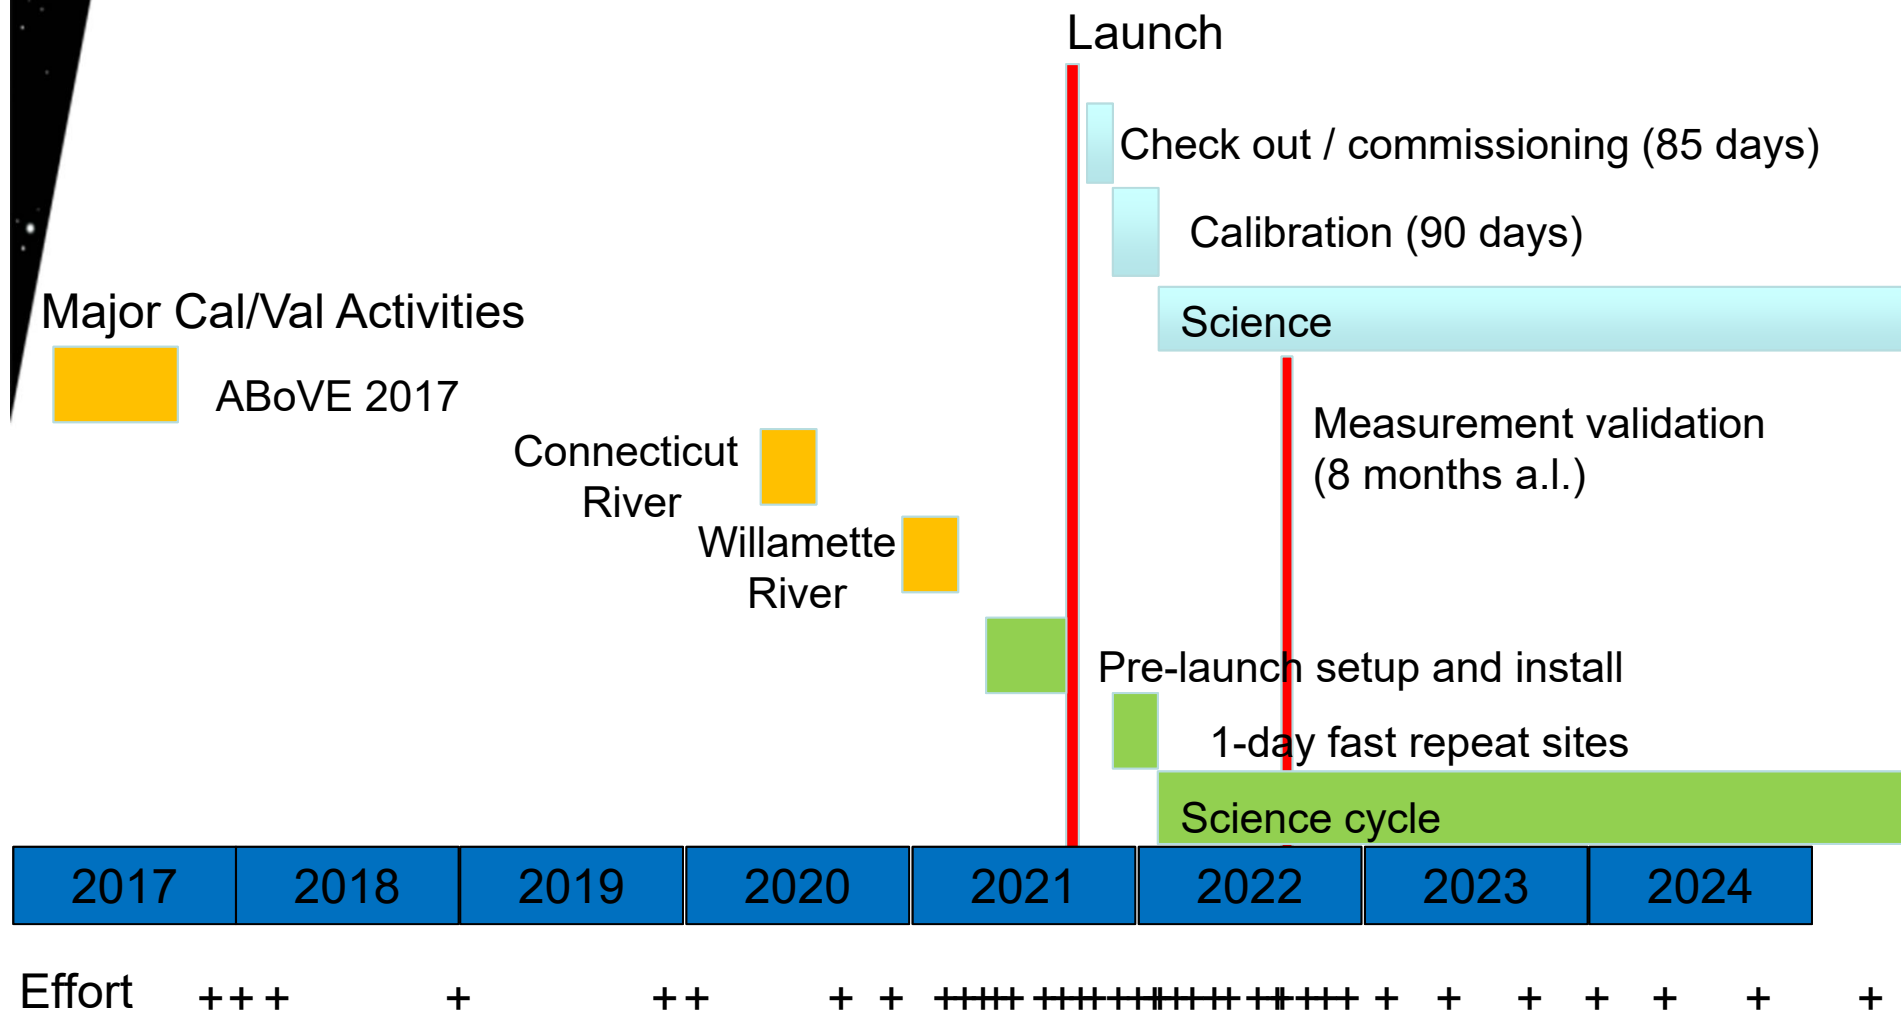 Launch
Check out / commissioning (85 days)
Calibration (90 days)
Major Cal/Val Activities
Science
ABoVE 2017
Measurement validation
(8 months a.l.)
Connecticut
River
Willamette
River
Pre-launch setup and install
1-day fast repeat sites
Science cycle
2017 2018 2019 2020 2021 2022 2023 2024
Effort